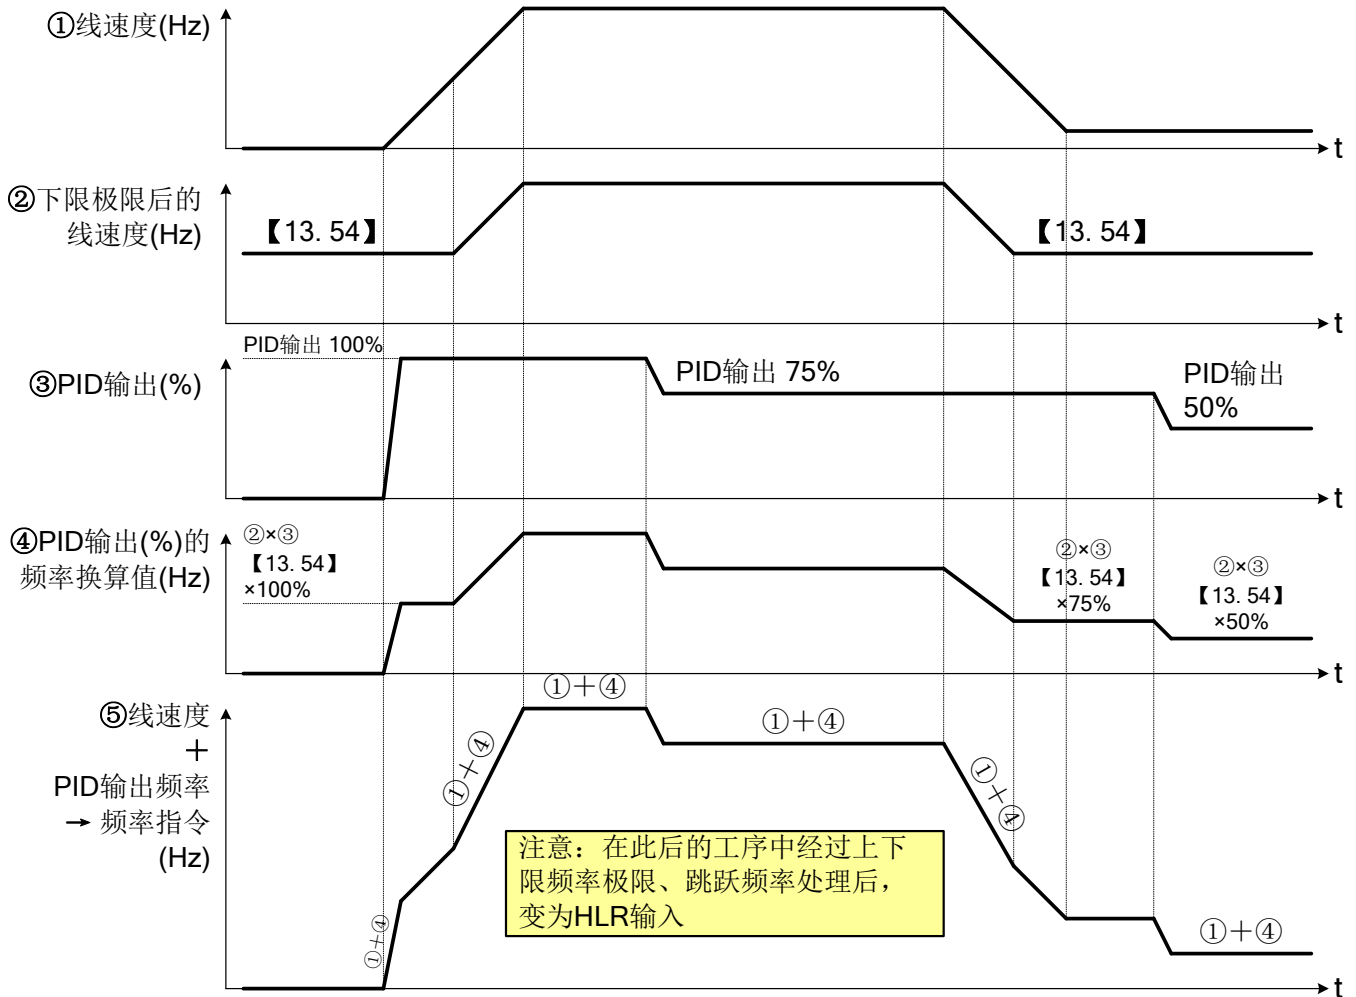 ①线速度(Hz)
t
②下限极限后的
线速度(Hz)
【13. 54】
【13. 54】
t
PID输出 100%
③PID输出(%)
PID输出 75%
PID输出
50%
t
④PID输出(%)的
频率换算值(Hz)
②×③
【13. 54】
×100%
②×③
【13. 54】
×75%
②×③
【13. 54】
×50%
t
⑤线速度
＋
PID输出频率
→ 频率指令
(Hz)
①＋④
①＋④
①＋④
①＋④
①＋④
①＋④
注意：在此后的工序中经过上下
限频率极限、跳跃频率处理后，
变为HLR输入
t